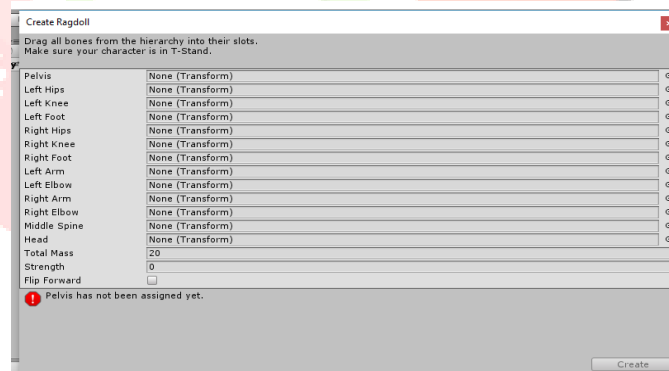 Create Ragdoll
Drag all bones from the hierarchy into their slots.
Make sure your character is in T-Stand.
Pelvis None (Transform)
Left Hips None (Transform)
Left Knee None (Transform)
Left Foot None (Transform)
Right Hips None (Transform)
Right Knee None (Transform)
Right Foot None (Transform)
Left Arm None (Transform)
Left Elbow None (Transform)
Right Arm None (Transform)
Right Elbow None (Transform)
Middle Spine None (Transform)
Head None (Transform)
Total Mass 20
Strength 0
Flip Forward
Pelvis has not been assigned yet.
Create